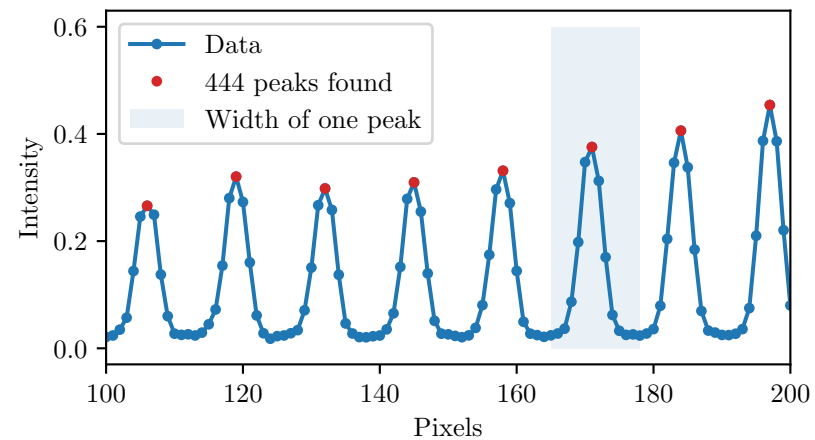 0.6
0.4
0.2
0.0
Intensity
Data
444 peaks found
Width of one peak
100
120
140
160
180
200
Pixels